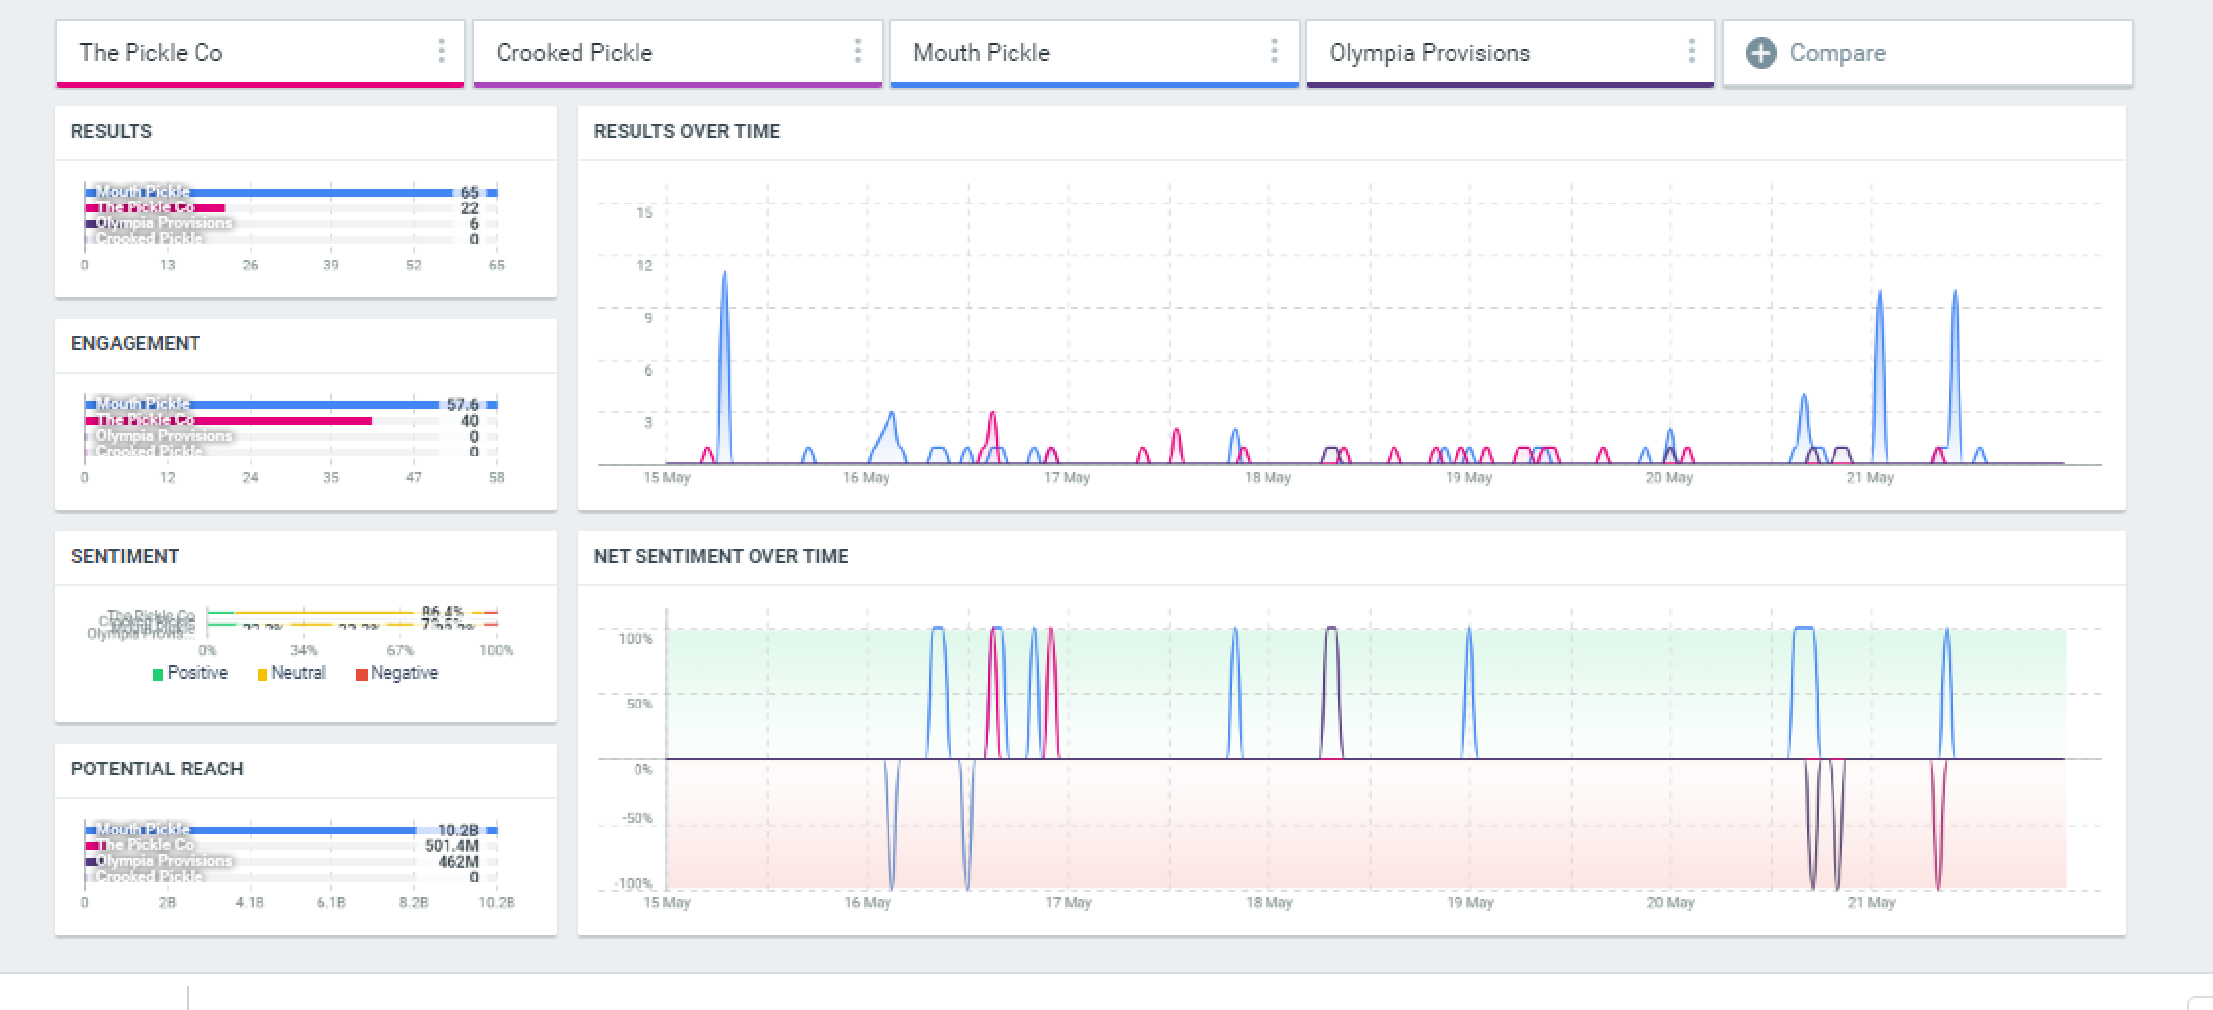 The Pickle Co
Crooked Pickle
Mouth Pickle
Olympia Provisions
Compare
RESULTS
Mouth Pickle 65
The Pickle Co 22
Olympia Provisions 6
Crooked Pickle 0
0 13 26 39 52 65
RESULTS OVER TIME
15
12
9
6
3
15 May 16 May 17 May 18 May 19 May 20 May 21 May
ENGAGEMENT
Mouth Pickle 57.6
The Pickle Co 40
Olympia Provisions 0
Crooked Pickle 0
0 12 24 35 47 58
SENTIMENT
The Pickle Co 86.4%
Crooked Pickle
Olympia Provis...
0% 34% 67% 100%
Positive Neutral Negative
NET SENTIMENT OVER TIME
100%
50%
0%
-50%
-100%
15 May 16 May 17 May 18 May 19 May 20 May 21 May
POTENTIAL REACH
Mouth Pickle 10.2B
The Pickle Co 501.4M
Olympia Provisions 462M
Crooked Pickle 0
0 2B 4.1B 6.1B 8.2B 10.2B